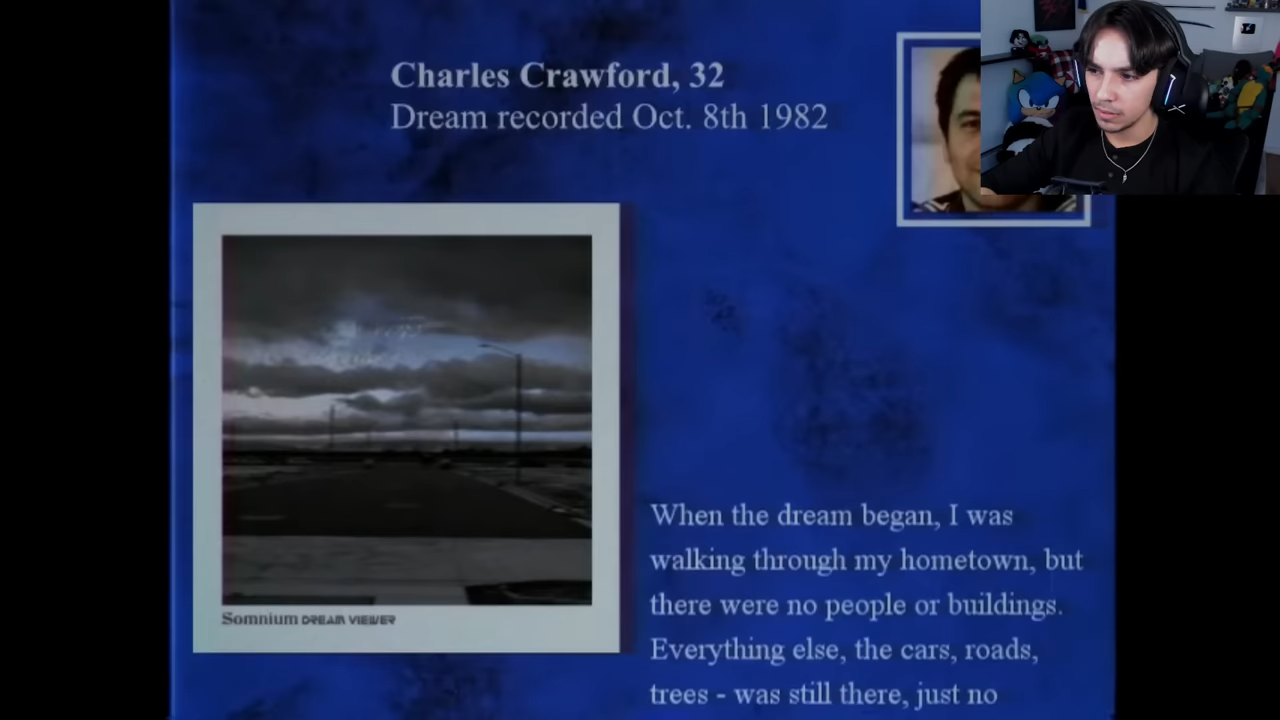 Charles Crawford, 32
Dream recorded Oct. 8th 1982
Somnium DREAM VIEWER
When the dream began, I was
walking through my hometown, but
there were no people or buildings.
Everything else, the cars, roads,
trees - was still there, just no